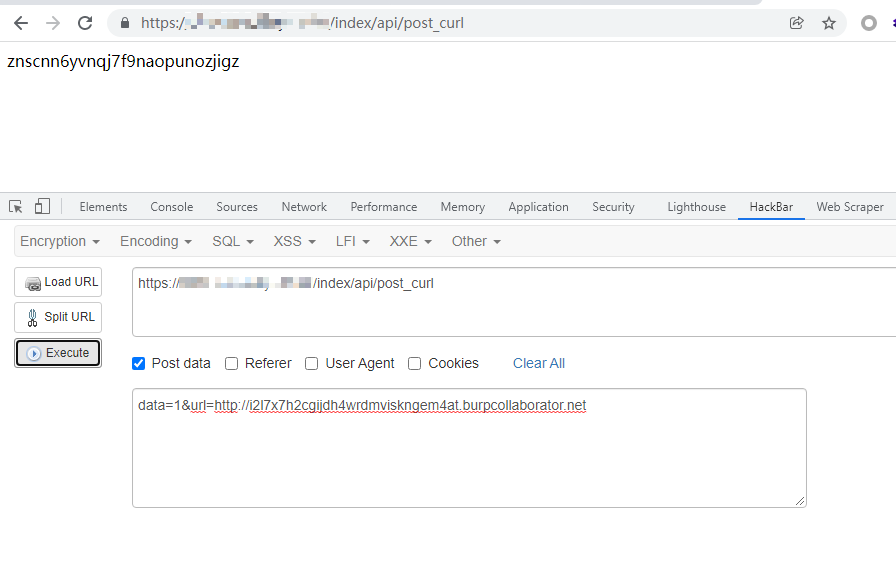 https:// /index/api/post_curl
znscnn6yvnqj7f9naopunozjigz
Elements Console Sources Network Performance Memory Application Security Lighthouse HackBar Web Scraper
Encryption Encoding SQL XSS LFI XXE Other
Load URL
https:// /index/api/post_curl
Split URL
Execute
Post data Referer User Agent Cookies Clear All
data=1&url=http://i2l7x7h2cgijdh4wrdmviskngem4at.burpcollaborator.net